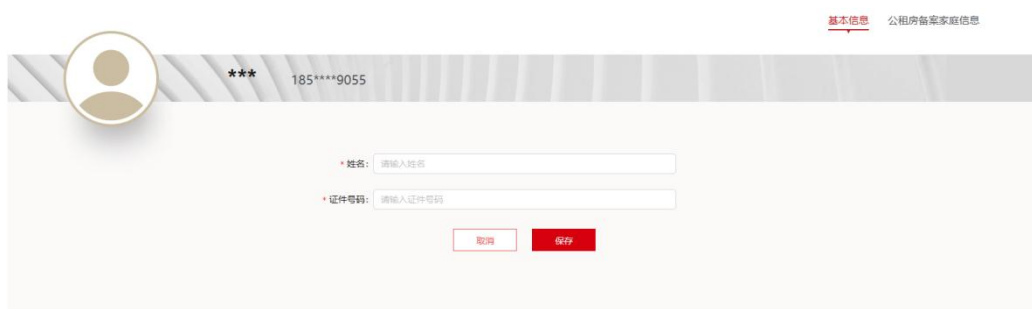 基本信息 公租房备案家庭信息
*** 185****9055
* 姓名: 请输入姓名
* 证件号码: 请输入证件号码
取消 保存